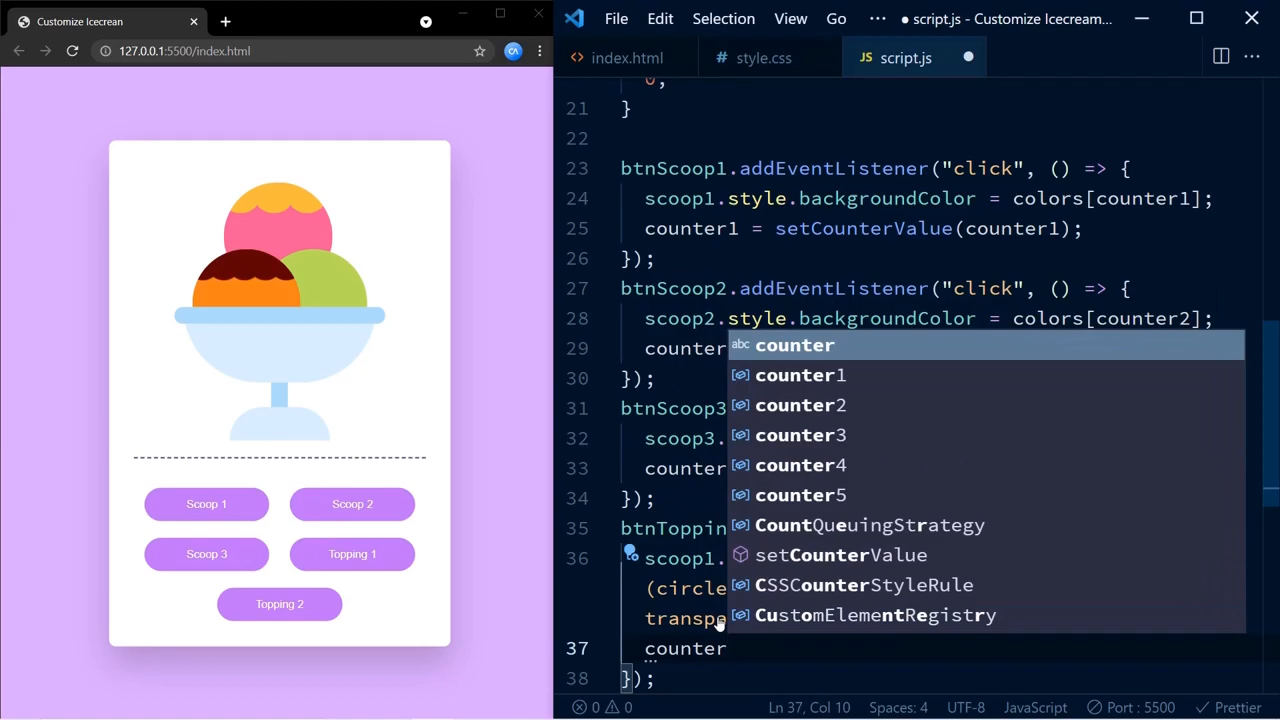 Customize Icecrean
127.0.0.1:5500/index.html
Scoop 1
Scoop 2
Scoop 3
Topping 1
Topping 2
File Edit Selection View Go ··· ● script.js - Customize Icecream...
index.html
# style.css
JS script.js
0,
21 }
22
23 btnScoop1.addEventListener("click", () => {
24 scoop1.style.backgroundColor = colors[counter1];
25 counter1 = setCounterValue(counter1);
26 });
27 btnScoop2.addEventListener("click", () => {
28 scoop2.style.backgroundColor = colors[counter2];
29 counter
30 });
31 btnScoop3
32 scoop3.
33 counter
34 });
35 btnToppin
36 scoop1.
(circle
transpa
37 counter
38 });
abc counter
counter1
counter2
counter3
counter4
counter5
CountQueuingStrategy
setCounterValue
CSSCounterStyleRule
CustomElementRegistry
0 0 Ln 37, Col 10 Spaces: 4 UTF-8 JavaScript Port : 5500 Prettier